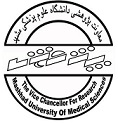 معاونت پژوهشی دانشگاه علوم پزشکی مشهد
The Vice Chancellor For Research
Mashhad University Of Medical Sciences